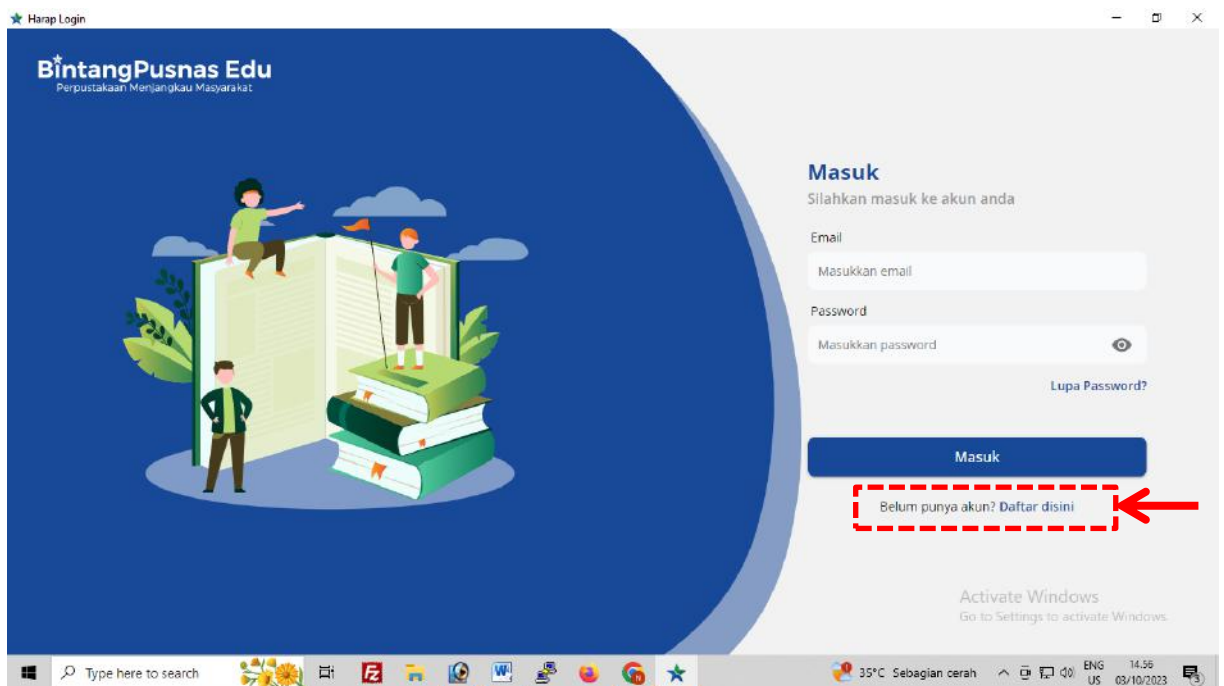 Harap Login
BintangPusnas Edu
Perpustakaan Menjangkau Masyarakat
Masuk
Silahkan masuk ke akun anda
Email
Masukkan email
Password
Masukkan password
Lupa Password?
Masuk
Belum punya akun? Daftar disini
Activate Windows
Go to Settings to activate Windows.
Type here to search
35°C Sebagian cerah
ENG
US
14.56
03/10/2023